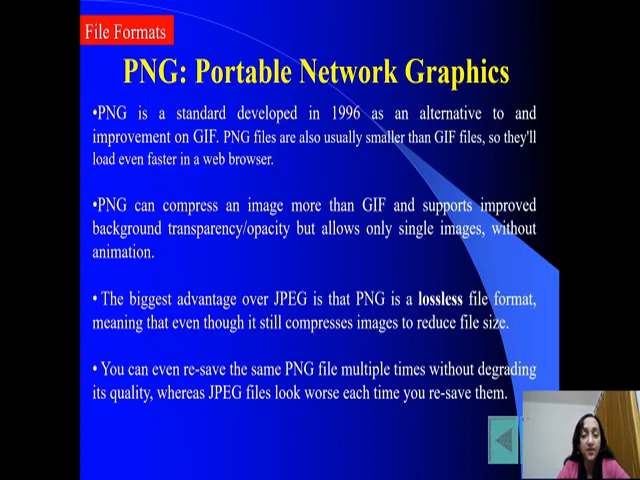 File Formats
PNG: Portable Network Graphics
•PNG is a standard developed in 1996 as an alternative to and
improvement on GIF. PNG files are also usually smaller than GIF files, so they'll
load even faster in a web browser.
•PNG can compress an image more than GIF and supports improved
background transparency/opacity but allows only single images, without
animation.
• The biggest advantage over JPEG is that PNG is a lossless file format,
meaning that even though it still compresses images to reduce file size.
• You can even re-save the same PNG file multiple times without degrading
its quality, whereas JPEG files look worse each time you re-save them.